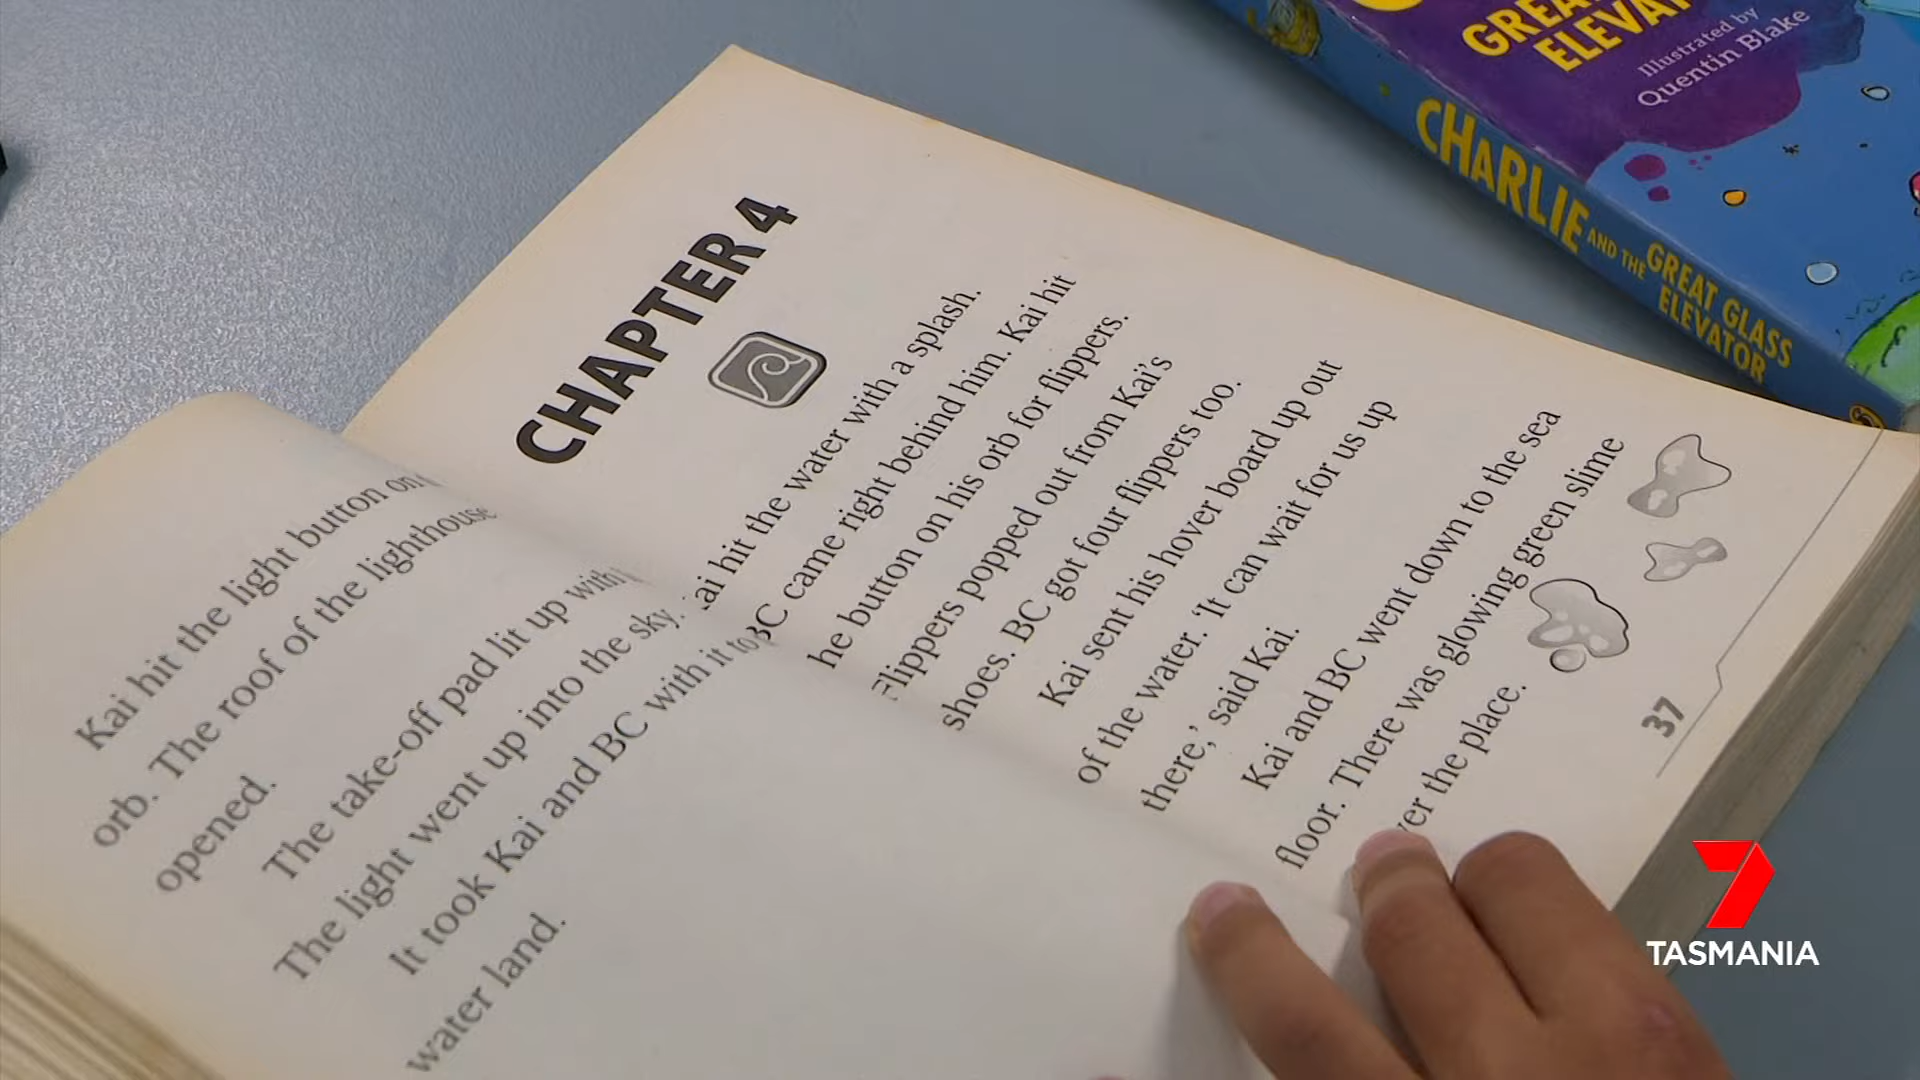 Kai hit the light button on
orb. The roof of the lighthouse
opened.
The take-off pad lit up with
The light went up into the sky.
It took Kai and BC with it to
water land.
CHAPTER 4
Kai hit the water with a splash.
BC came right behind him. Kai hit
he button on his orb for flippers.
Flippers popped out from Kai's
shoes. BC got four flippers too.
Kai sent his hover board up out
of the water. 'It can wait for us up
there,' said Kai.
Kai and BC went down to the sea
floor. There was glowing green slime
ver the place.
37
GREA
ELEVA
Illustrated by
Quentin Blake
CHARLIE AND THE GREAT GLASS
ELEVATOR
7
TASMANIA